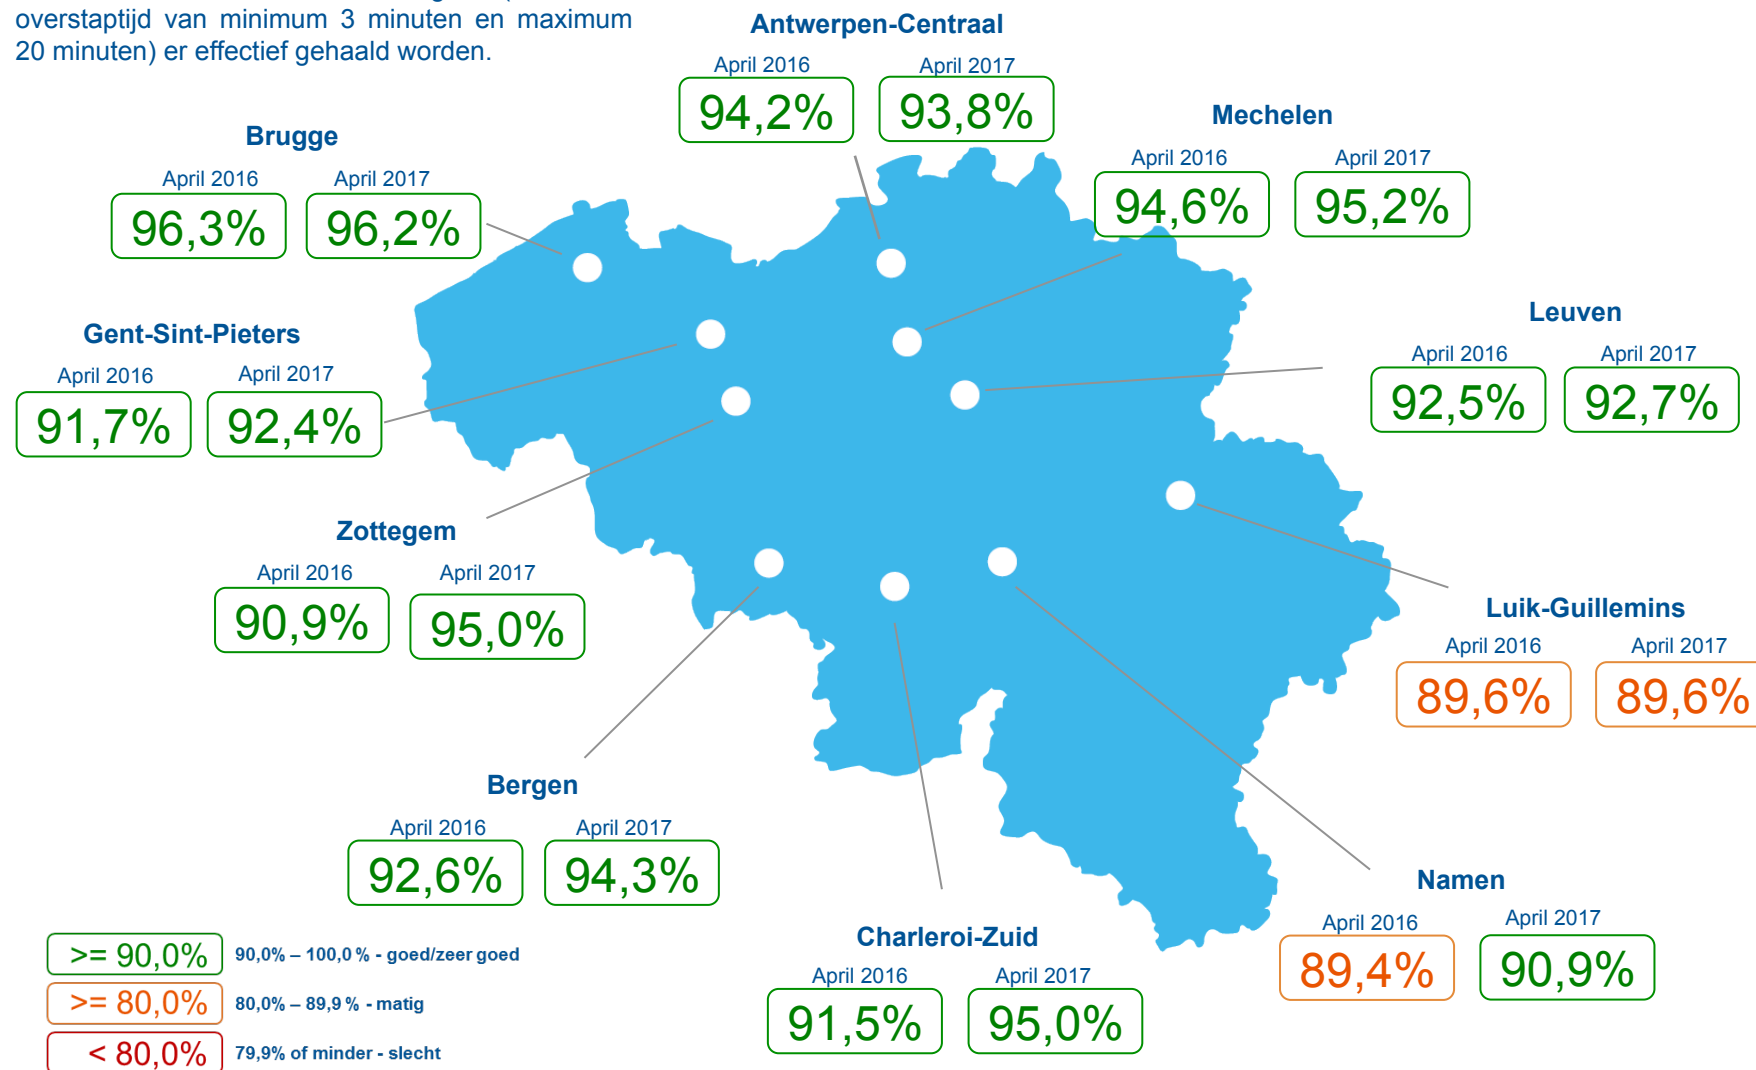 overstaptijd van minimum 3 minuten en maximum
20 minuten) er effectief gehaald worden.
Antwerpen-Centraal
April 2016 April 2017
94,2% 93,8%
Mechelen
April 2016 April 2017
94,6% 95,2%
Brugge
April 2016 April 2017
96,3% 96,2%
Leuven
April 2016 April 2017
92,5% 92,7%
Gent-Sint-Pieters
April 2016 April 2017
91,7% 92,4%
Zottegem
April 2016 April 2017
90,9% 95,0%
Luik-Guillemins
April 2016 April 2017
89,6% 89,6%
Bergen
April 2016 April 2017
92,6% 94,3%
Namen
April 2016 April 2017
89,4% 90,9%
Charleroi-Zuid
April 2016 April 2017
91,5% 95,0%
>= 90,0% 90,0% – 100,0 % - goed/zeer goed
>= 80,0% 80,0% – 89,9 % - matig
< 80,0% 79,9% of minder - slecht